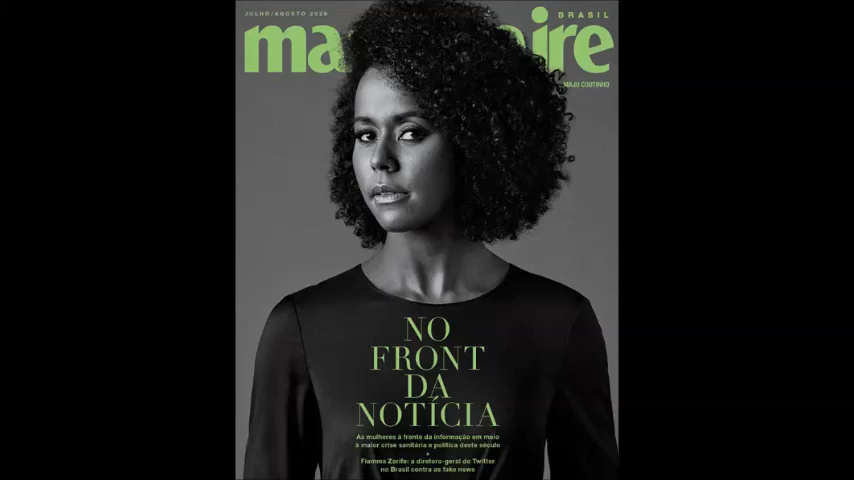 JULHO/AGOSTO 2020
BRASIL
ma aire
MAJU COUTINHO
NO
FRONT
DA
NOTÍCIA
As mulheres à frente da informação em meio
à maior crise sanitária e política deste século
Fiamma Zarife: a diretora-geral do Twitter
no Brasil contra as fake news